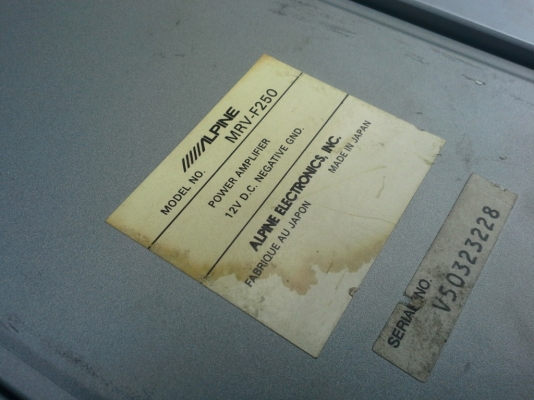 ALPINE
MODEL NO. MRV-F250
POWER AMPLIFIER
12V D.C. NEGATIVE GND.
ALPINE ELECTRONICS, INC.
FABRIQUE AU JAPON MADE IN JAPAN
SERIAL NO.
V50323228